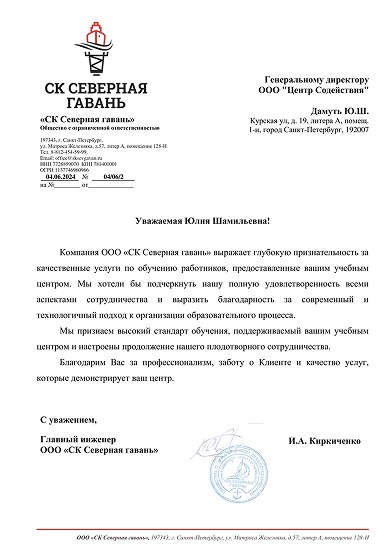 СК СЕВЕРНАЯ
ГАВАНЬ
«СК Северная гавань»
Общество с ограниченной ответственностью
197343, г. Санкт-Петербург,
ул. Матроса Железняка, д.57, литер А, помещение 128-Н
Тел. 8-812-454-59-99,
Email: office@sksevgavan.ru
ИНН 7728859070 КНН 781401001
ОГРН 1137746980986
04.06.2024 № 04/06/2
на № от
Генеральному директору
ООО "Центр Содействия"
Дамуть Ю.Ш.
Курская ул, д. 19, литера А, помещ.
1-н, город Санкт-Петербург, 192007
Уважаемая Юлия Шамильевна!
Компания ООО «СК Северная гавань» выражает глубокую признательность за
качественные услуги по обучению работников, предоставленные вашим учебным
центром. Мы хотели бы подчеркнуть нашу полную удовлетворенность всеми
аспектами сотрудничества и выразить благодарность за современный и
технологичный подход к организации образовательного процесса.
Мы признаем высокий стандарт обучения, поддерживаемый вашим учебным
центром и настроены продолжение нашего плодотворного сотрудничества.
Благодарим Вас за профессионализм, заботу о Клиенте и качество услуг,
которые демонстрирует ваш центр.
С уважением,
Главный инженер
ООО «СК Северная гавань»
И.А. Киркиченко
ООО «СК Северная гавань», 197343, г. Санкт-Петербург, ул. Матроса Железняка, д.57, литер А, помещение 128-Н